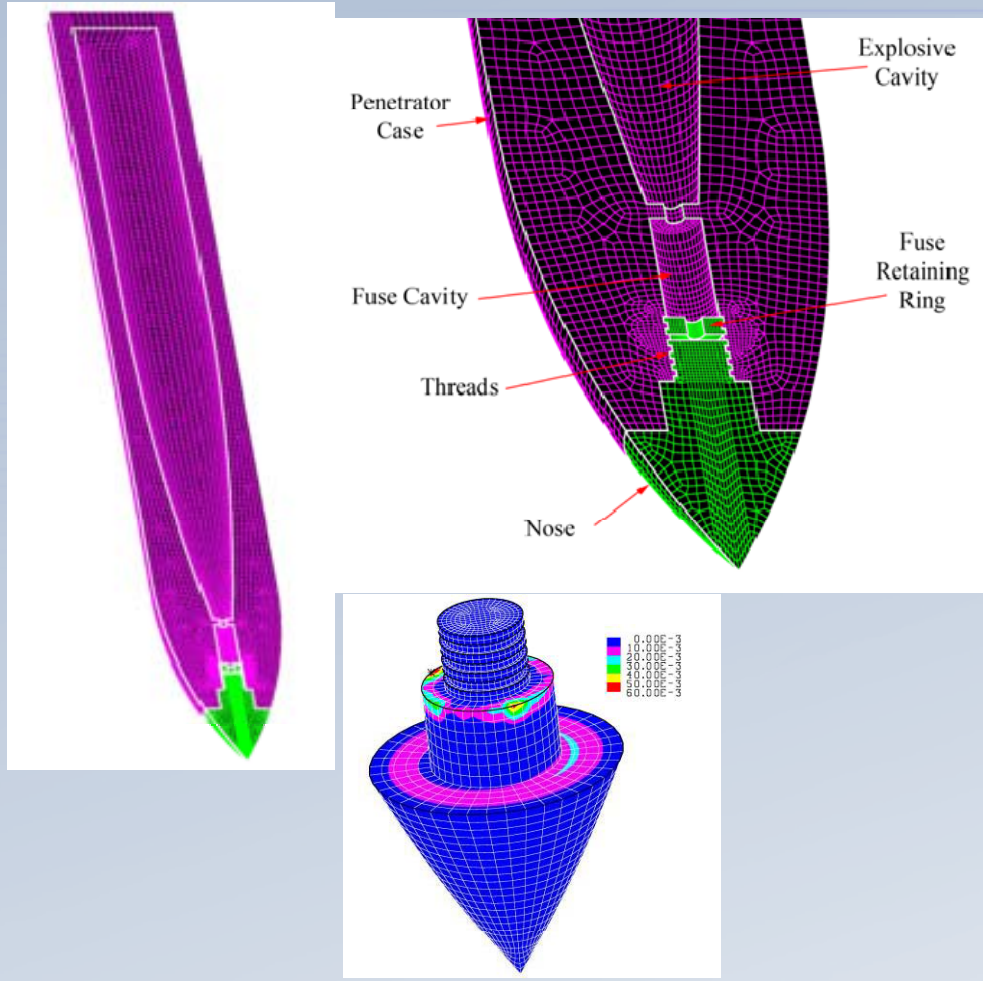 Explosive
Cavity
Penetrator
Case
Fuse
Retaining
Ring
Fuse Cavity
Threads
Nose
0.00E-3
10.00E-3
20.00E-3
30.00E-3
40.00E-3
50.00E-3
60.00E-3